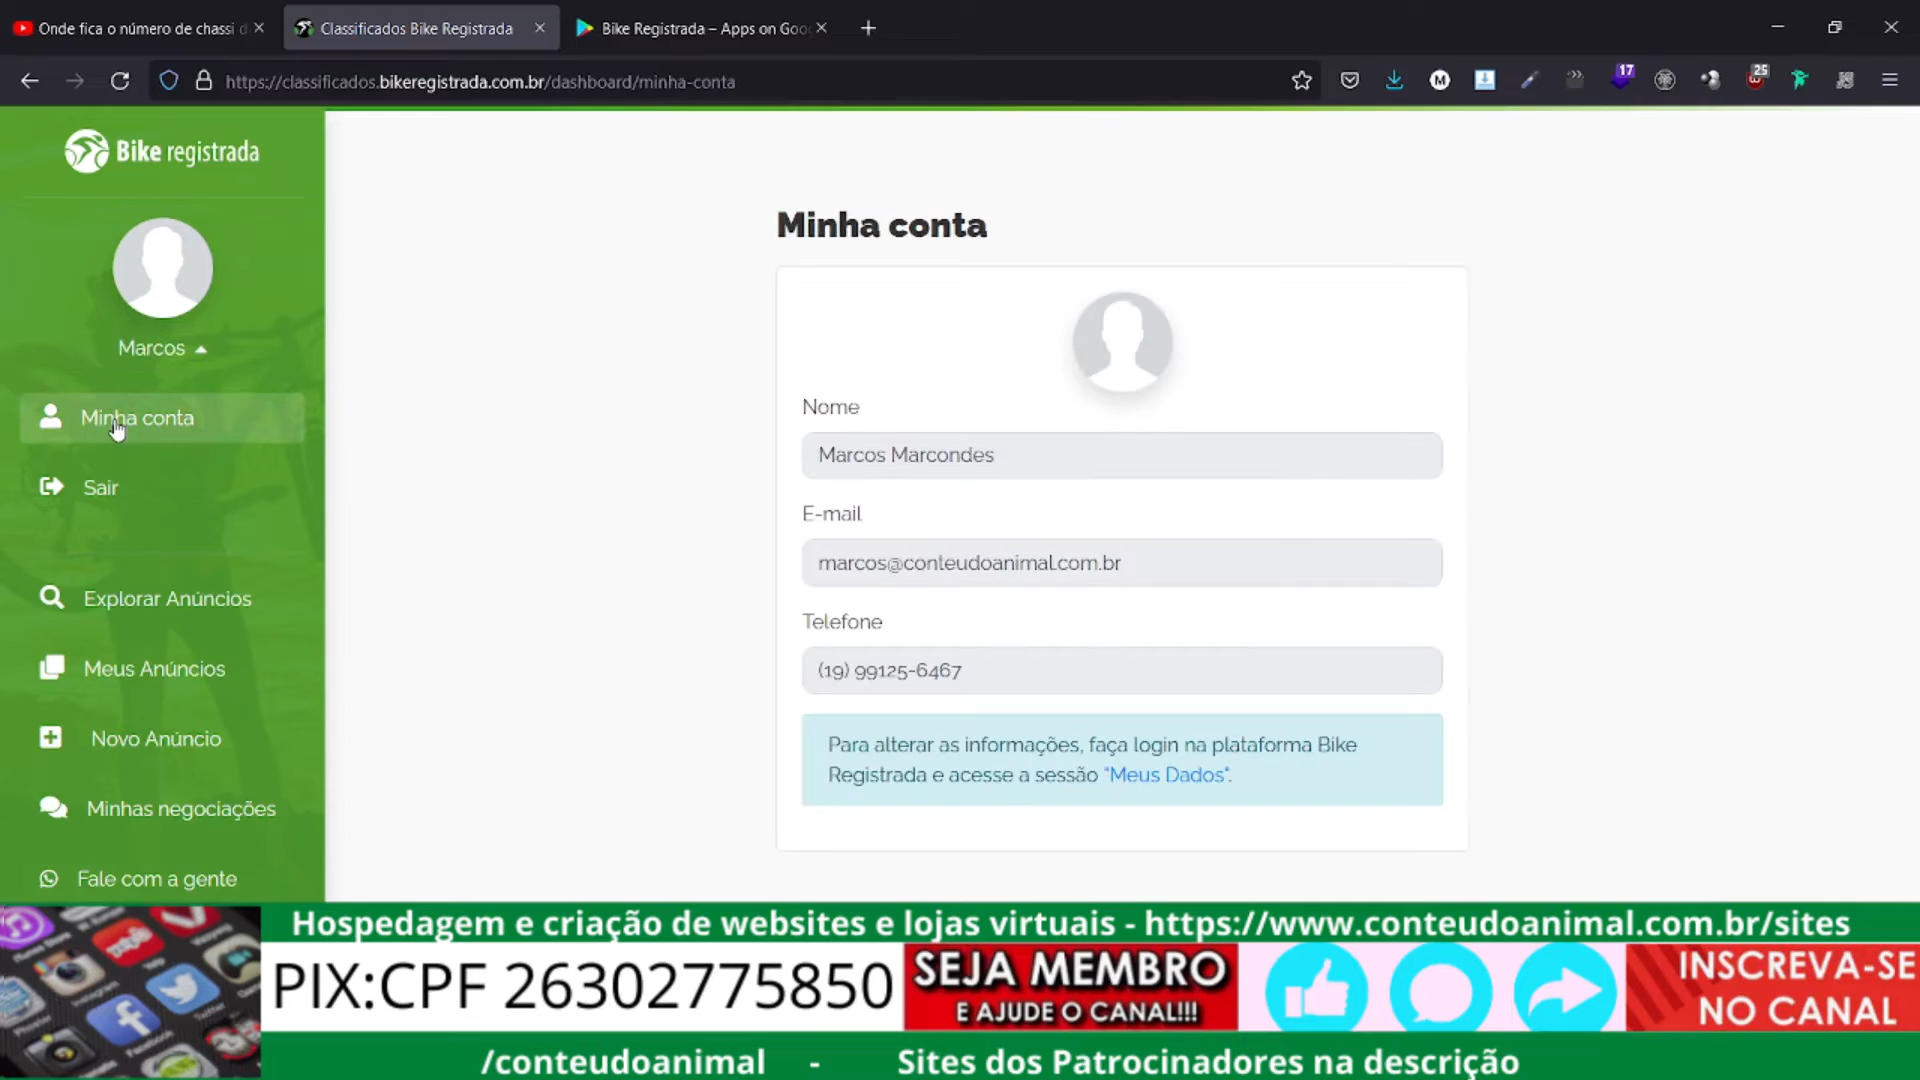 Onde fica o número de chassi d
Classificados Bike Registrada
Bike Registrada – Apps on Goo
https://classificados.bikeregistrada.com.br/dashboard/minha-conta
17
25
Bike registrada
Marcos
Minha conta
Sair
Explorar Anúncios
Meus Anúncios
Novo Anúncio
Minhas negociações
Fale com a gente
Minha conta
Nome
Marcos Marcondes
E-mail
marcos@conteudoanimal.com.br
Telefone
(19) 99125-6467
Para alterar as informações, faça login na plataforma Bike
Registrada e acesse a sessão "Meus Dados".
Hospedagem e criação de websites e lojas virtuais - https://www.conteudoanimal.com.br/sites
PIX:CPF 26302775850
SEJA MEMBRO
E AJUDE O CANAL!!!
INSCREVA-SE
NO CANAL
/conteudoanimal - Sites dos Patrocinadores na descrição